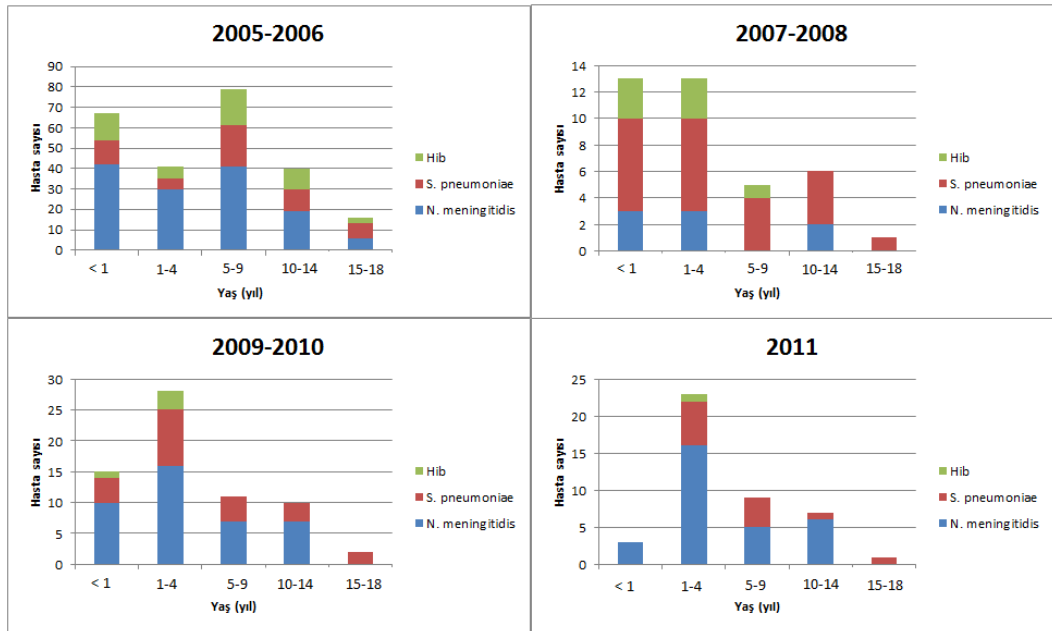 2005-2006
90
80
70
60
50
40
30
20
10
0
Hasta sayısı
< 1
1-4
5-9
10-14
15-18
Yaş (yıl)
Hib
S. pneumoniae
N. meningitidis
2007-2008
14
12
10
8
6
4
2
0
Hasta sayısı
< 1
1-4
5-9
10-14
15-18
Yaş (yıl)
Hib
S. pneumoniae
N. meningitidis
2009-2010
30
25
20
15
10
5
0
Hasta sayısı
< 1
1-4
5-9
10-14
15-18
Yaş (yıl)
Hib
S. pneumoniae
N. meningitidis
2011
25
20
15
10
5
0
Hasta sayısı
< 1
1-4
5-9
10-14
15-18
Yaş (yıl)
Hib
S. pneumoniae
N. meningitidis